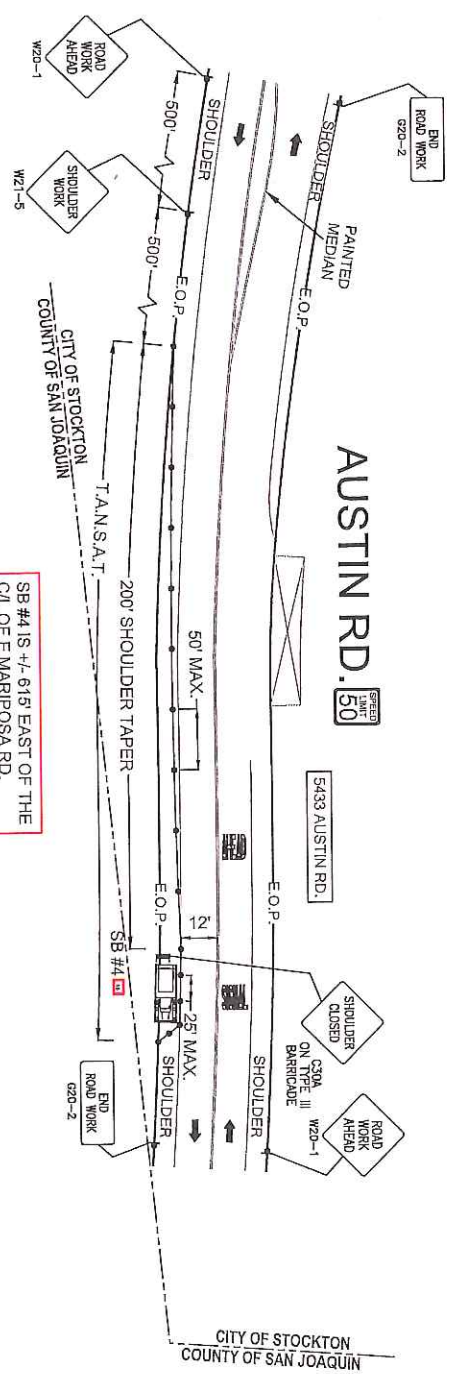 END
ROAD WORK
G20-2
ROAD
WORK
AHEAD
W20-1
SHOULDER
WORK
W21-5
500'
500'
SHOULDER
E.O.P.
PAINTED
MEDIAN
E.O.P.
AUSTIN RD.
SPEED
LIMIT
50
5433 AUSTIN RD.
CITY OF STOCKTON
COUNTY OF SAN JOAQUIN
T.A.N.S.A.T.
200' SHOULDER TAPER
50' MAX.
12'
E.O.P.
E.O.P.
SB #4
25' MAX.
SHOULDER
CLOSED
C30A
ON TYPE III
BARRICADE
ROAD
WORK
AHEAD
W20-1
SHOULDER
SHOULDER
END
ROAD WORK
G20-2
SB #4 IS +/- 615' EAST OF THE
C/L OF E MARIPOSA RD.
CITY OF STOCKTON
COUNTY OF SAN JOAQUIN